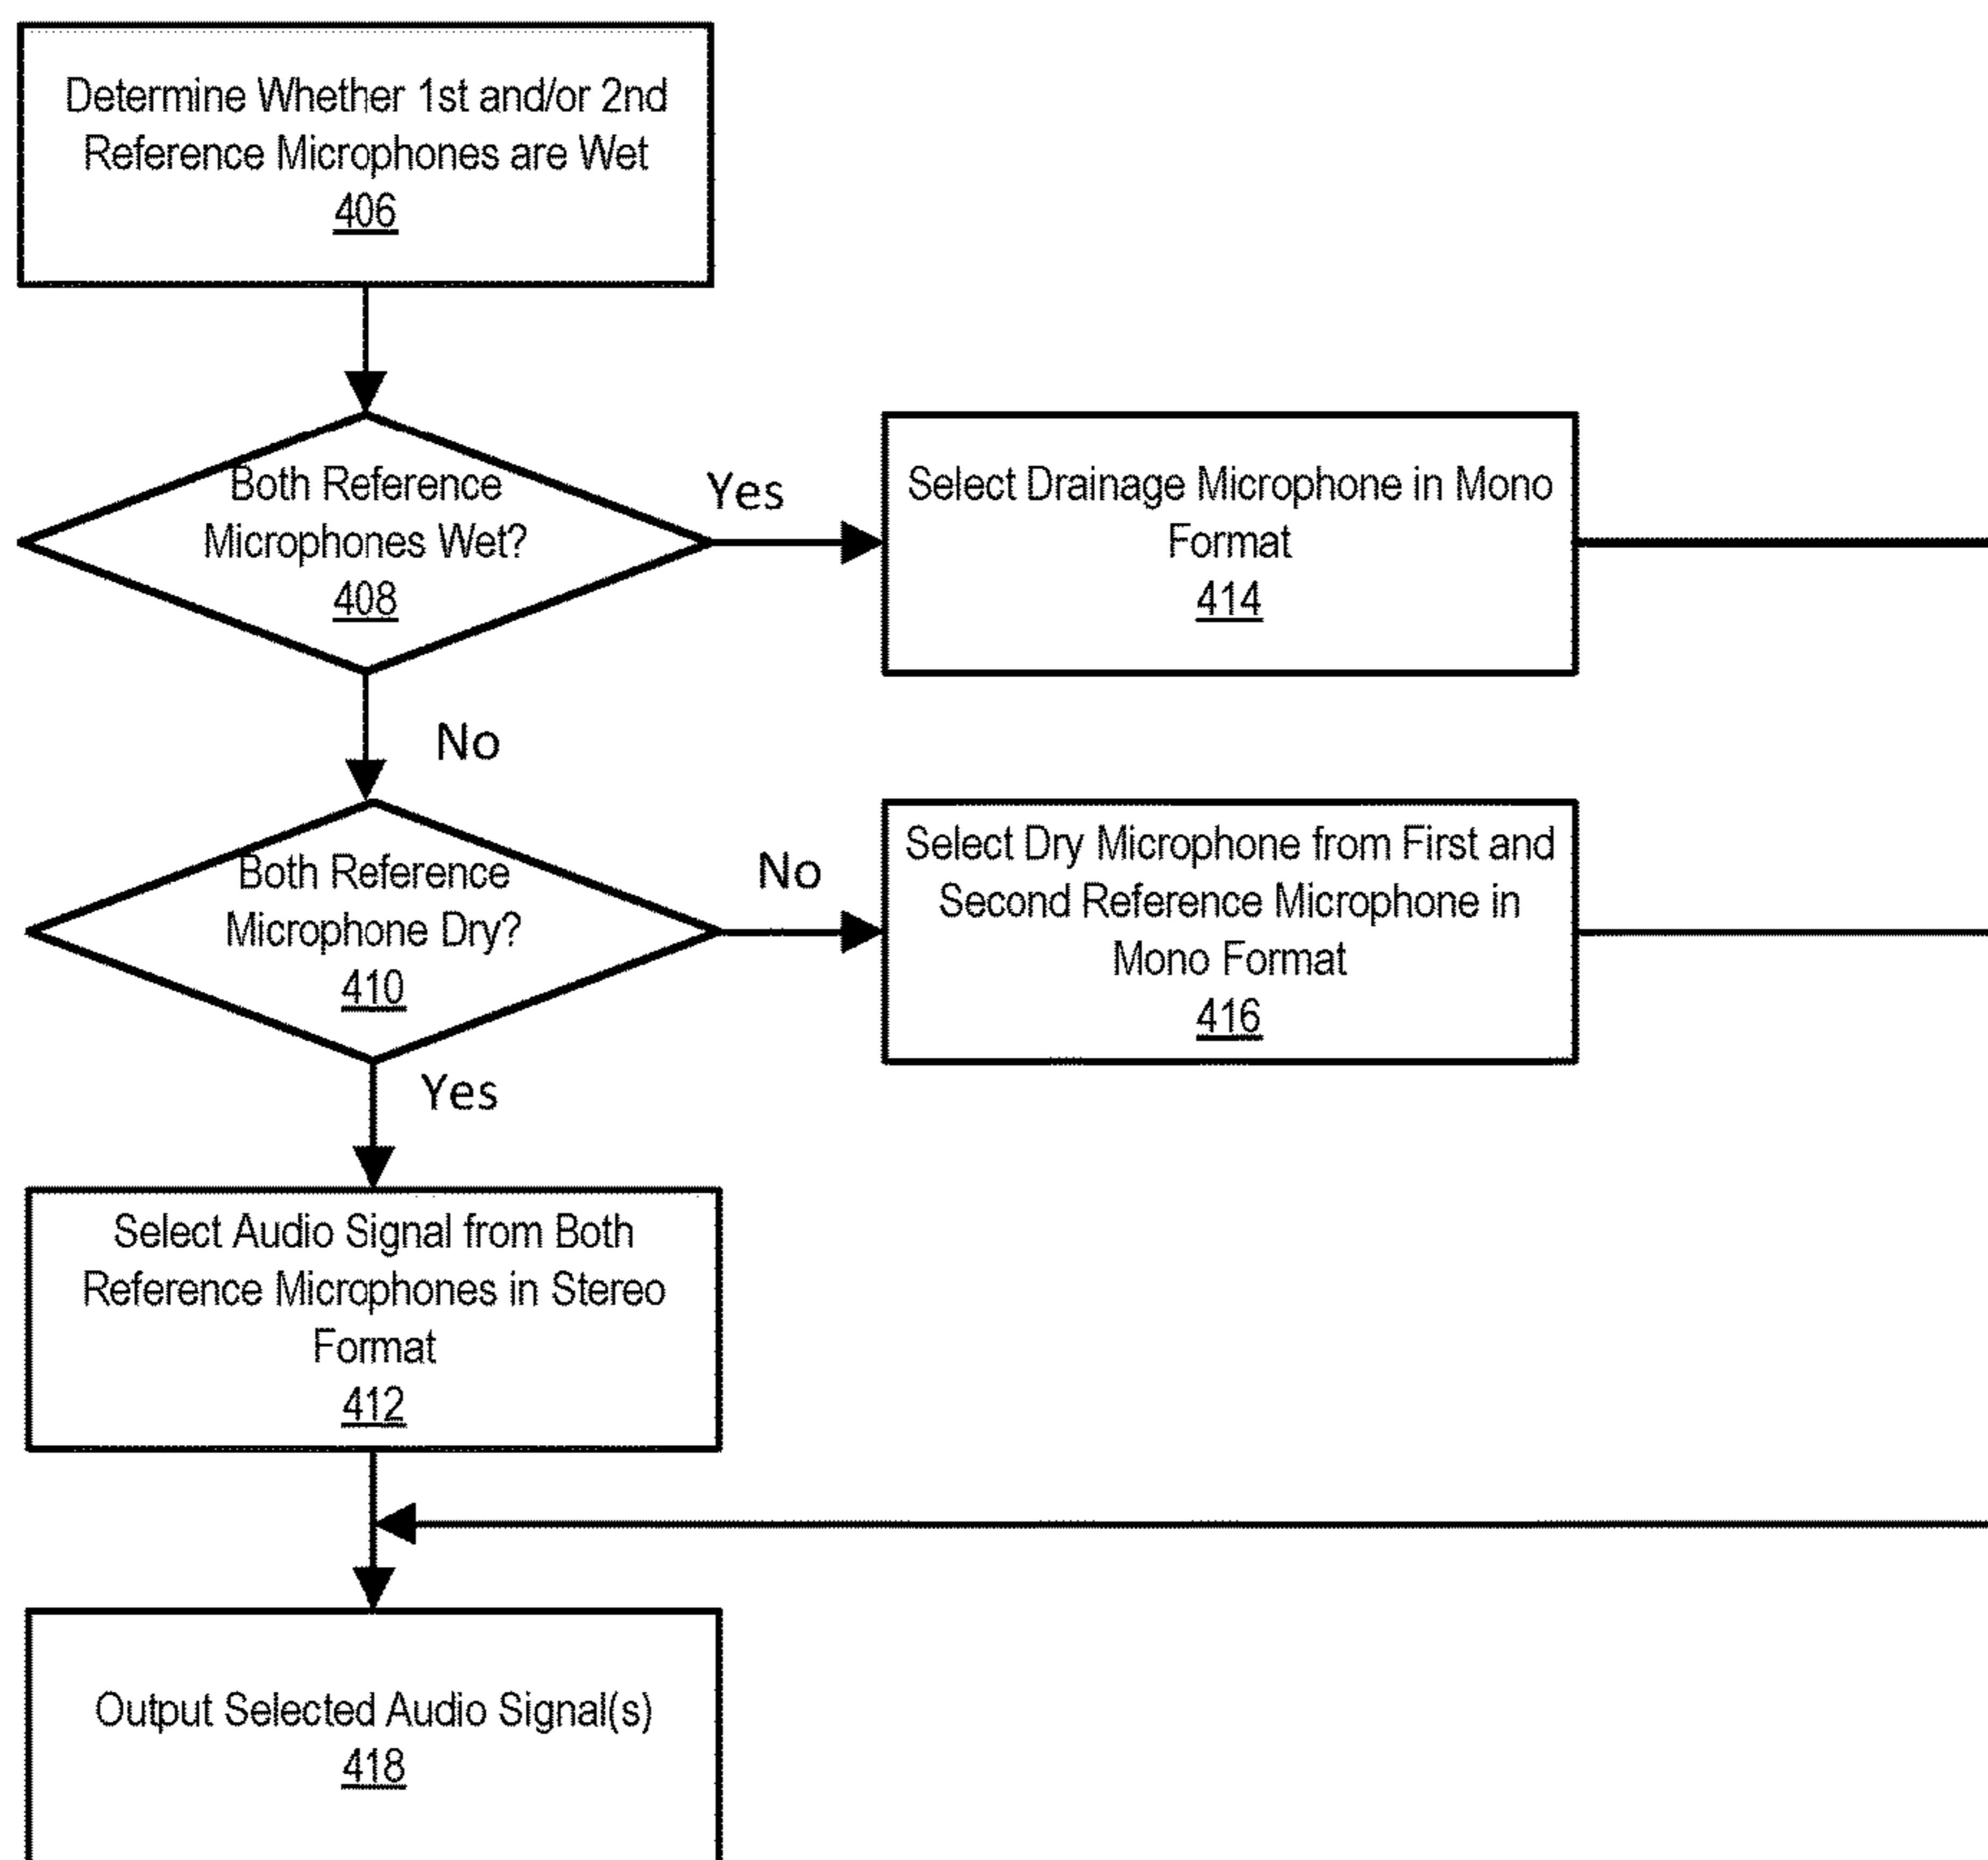 Determine Whether 1st and/or 2nd
Reference Microphones are Wet
406
Both Reference
Microphones Wet?
408
Yes
Select Drainage Microphone in Mono
Format
414
No
Both Reference
Microphone Dry?
410
No
Select Dry Microphone from First and
Second Reference Microphone in
Mono Format
416
Yes
Select Audio Signal from Both
Reference Microphones in Stereo
Format
412
Output Selected Audio Signal(s)
418